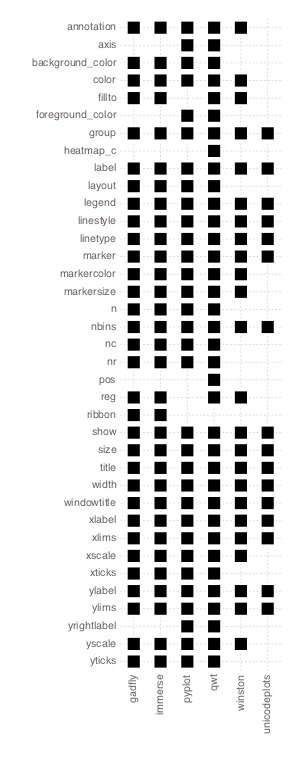 annotation
axis
background_color
color
fillto
foreground_color
group
heatmap_c
label
layout
legend
linestyle
linetype
marker
markercolor
markersize
n
nbins
nc
nr
pos
reg
ribbon
show
size
title
width
windowtitle
xlabel
xlims
xscale
xticks
ylabel
ylims
yrightlabel
yscale
yticks
gadfly
immerse
pyplot
qwt
winston
unicodeplots